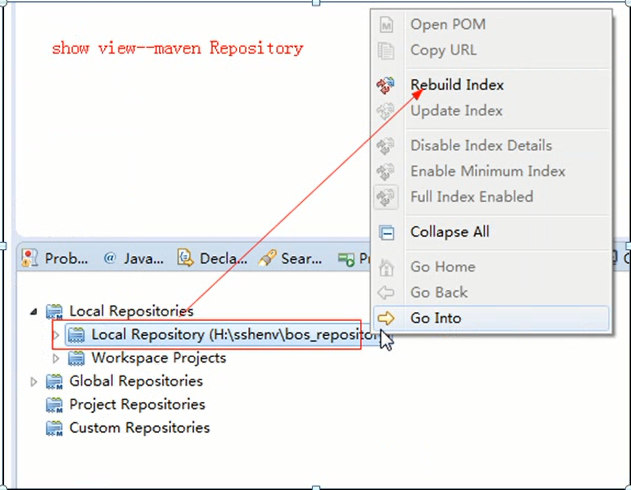 show view--maven Repository
Open POM
Copy URL
Rebuild Index
Update Index
Disable Index Details
Enable Minimum Index
Full Index Enabled
Collapse All
Go Home
Go Back
Go Into
Prob... @ Java... Decla... Sear...
Local Repositories
Local Repository (H:\sshenv\bos_repositor
Workspace Projects
Global Repositories
Project Repositories
Custom Repositories